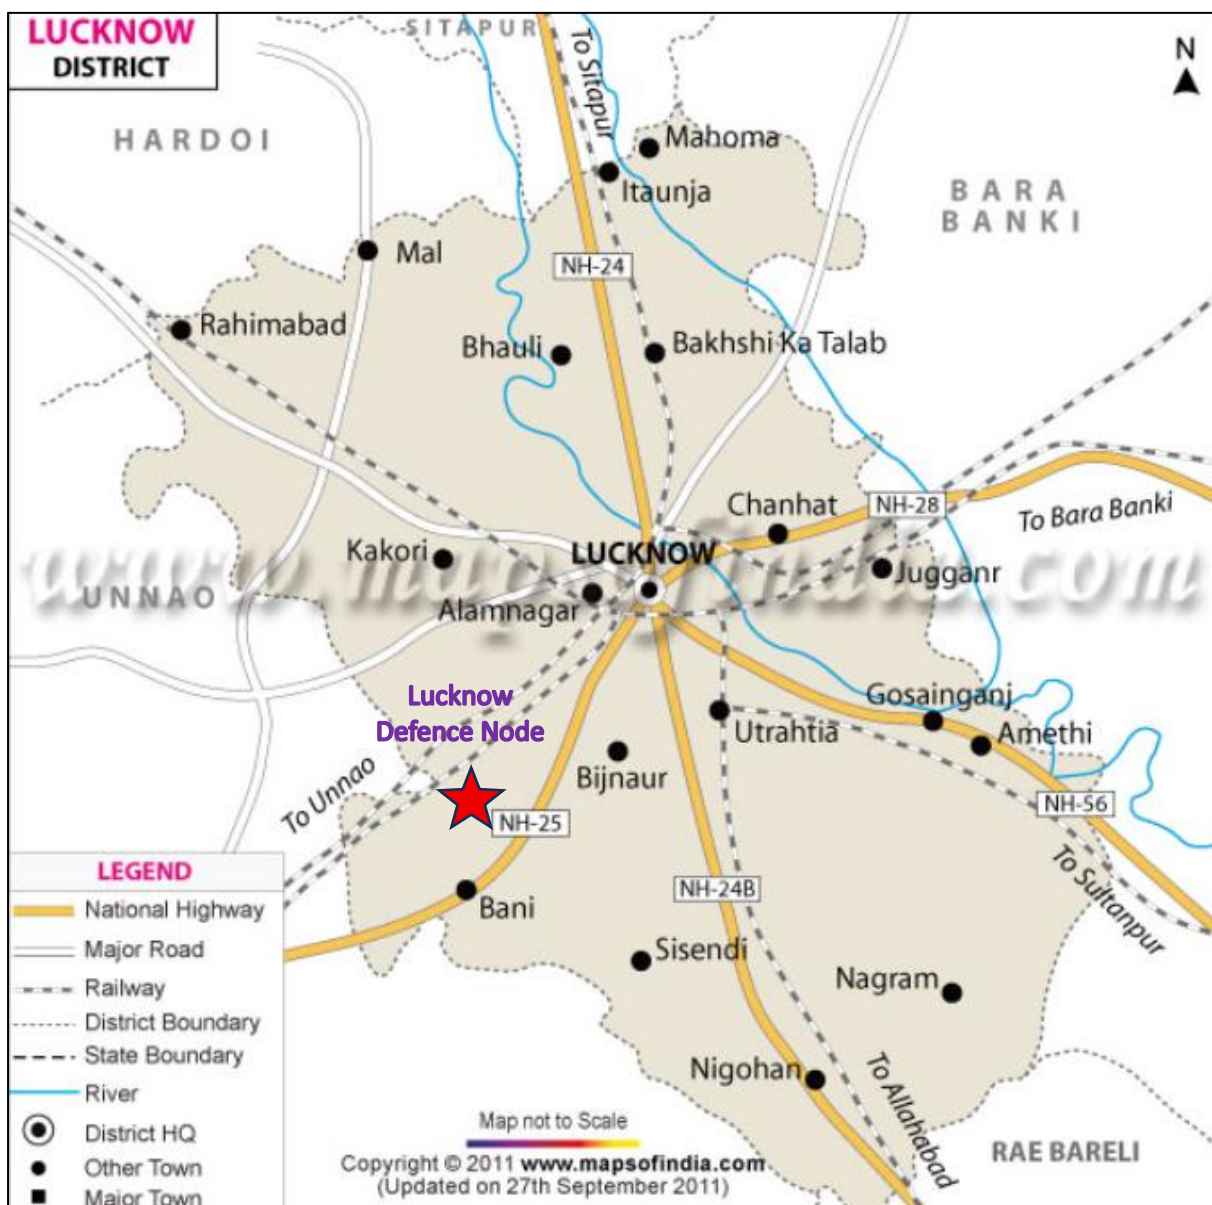 LUCKNOW
DISTRICT
SITAPUR
N
To Sitapur
HARDOI
Mahoma
Itaunja
BARA
BANKI
Mal
NH-24
Rahimabad
Bhauli
Bakhshi Ka Talab
Chanhat
NH-28
To Bara Banki
LUCKNOW
Kakori
Jugganr
www.mapsofindia.com
UNNAO
Alamnagar
Lucknow
Defence Node
Gosainganj
Utrahtia
Amethi
Bijnaur
To Unnao
NH-25
NH-56
To Sultanpur
LEGEND
National Highway
Major Road
Railway
District Boundary
State Boundary
River
District HQ
Other Town
Major Town
NH-24B
Bani
Sisendi
Nagram
Nigohan
To Allahabad
RAE BARELI
Map not to Scale
Copyright © 2011 www.mapsofindia.com
(Updated on 27th September 2011)